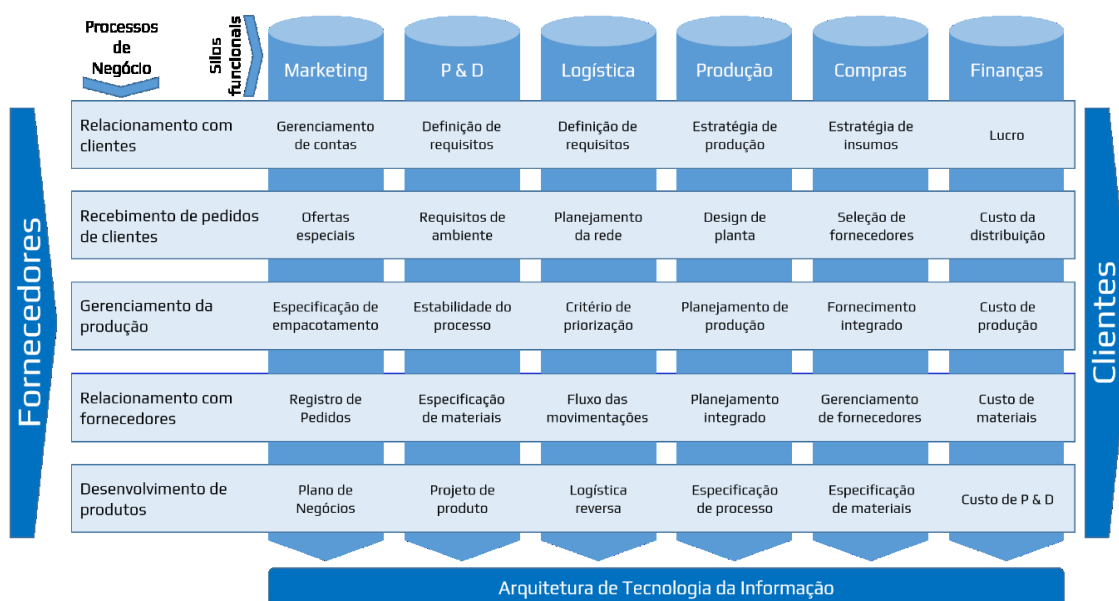 Processos
de
Negócio
Silos
funcionais
Marketing
P & D
Logística
Produção
Compras
Finanças
Fornecedores
Clientes
Relacionamento com
clientes
Gerenciamento
de contas
Definição de
requisitos
Definição de
requisitos
Estratégia de
produção
Estratégia de
insumos
Lucro
Recebimento de pedidos
de clientes
Ofertas
especiais
Requisitos de
ambiente
Planejamento
da rede
Design de
planta
Seleção de
fornecedores
Custo da
distribuição
Gerenciamento da
produção
Especificação de
empacotamento
Estabilidade do
processo
Critério de
priorização
Planejamento de
produção
Fornecimento
integrado
Custo de
produção
Relacionamento com
fornecedores
Registro de
Pedidos
Especificação
de materiais
Fluxo das
movimentações
Planejamento
integrado
Gerenciamento
de fornecedores
Custo de
materiais
Desenvolvimento de
produtos
Plano de
Negócios
Projeto de
produto
Logística
reversa
Especificação
de processo
Especificação
de materiais
Custo de P & D
Arquitetura de Tecnologia da Informação